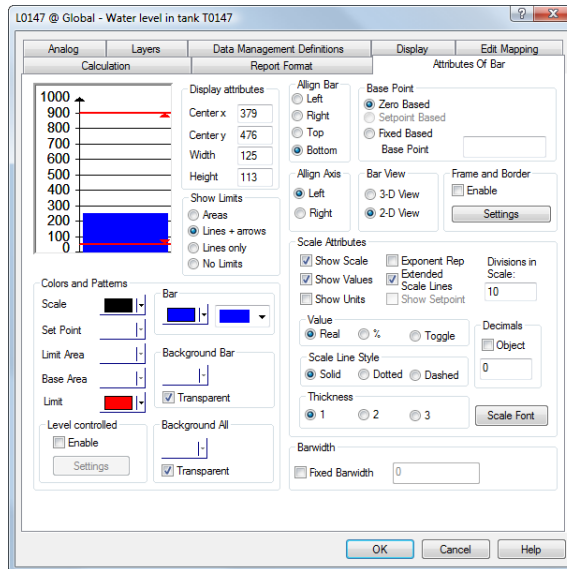 L0147 @ Global - Water level in tank T0147
Analog Layers Data Management Definitions Display Edit Mapping
Calculation Report Format Attributes Of Bar
1000
900
800
700
600
500
400
300
200
100
0
Display attributes
Center x 379
Center y 476
Width 125
Height 113
Show Limits
Areas
Lines + arrows
Lines only
No Limits
Align Bar
Left
Right
Top
Bottom
Base Point
Zero Based
Setpoint Based
Fixed Based
Base Point
Align Axis
Left
Right
Bar View
3-D View
2-D View
Frame and Border
Enable
Settings
Scale Attributes
Show Scale
Show Values
Show Units
Exponent Rep
Extended
Scale Lines
Show Setpoint
Divisions in
Scale:
10
Value
Real % Toggle
Scale Line Style
Solid Dotted Dashed
Thickness
1 2 3
Decimals
Object
0
Scale Font
Colors and Patterns
Scale
Set Point
Limit Area
Base Area
Limit
Bar
Background Bar
Transparent
Level controlled
Enable
Settings
Background All
Transparent
Barwidth
Fixed Barwidth 0
OK Cancel Help